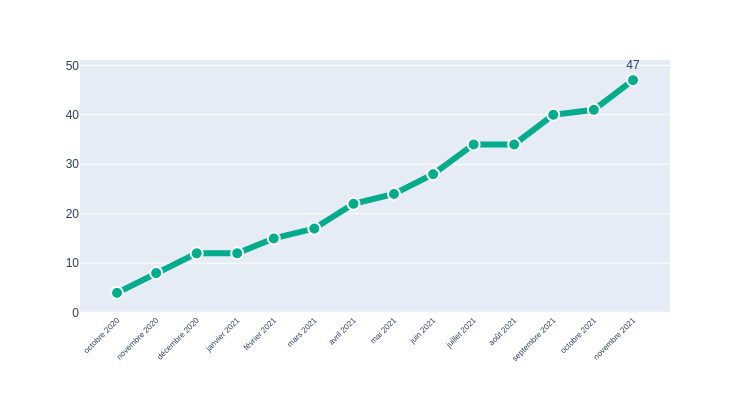 47
50
40
30
20
10
0
octobre 2020
novembre 2020
décembre 2020
janvier 2021
février 2021
mars 2021
avril 2021
mai 2021
juin 2021
juillet 2021
août 2021
septembre 2021
octobre 2021
novembre 2021